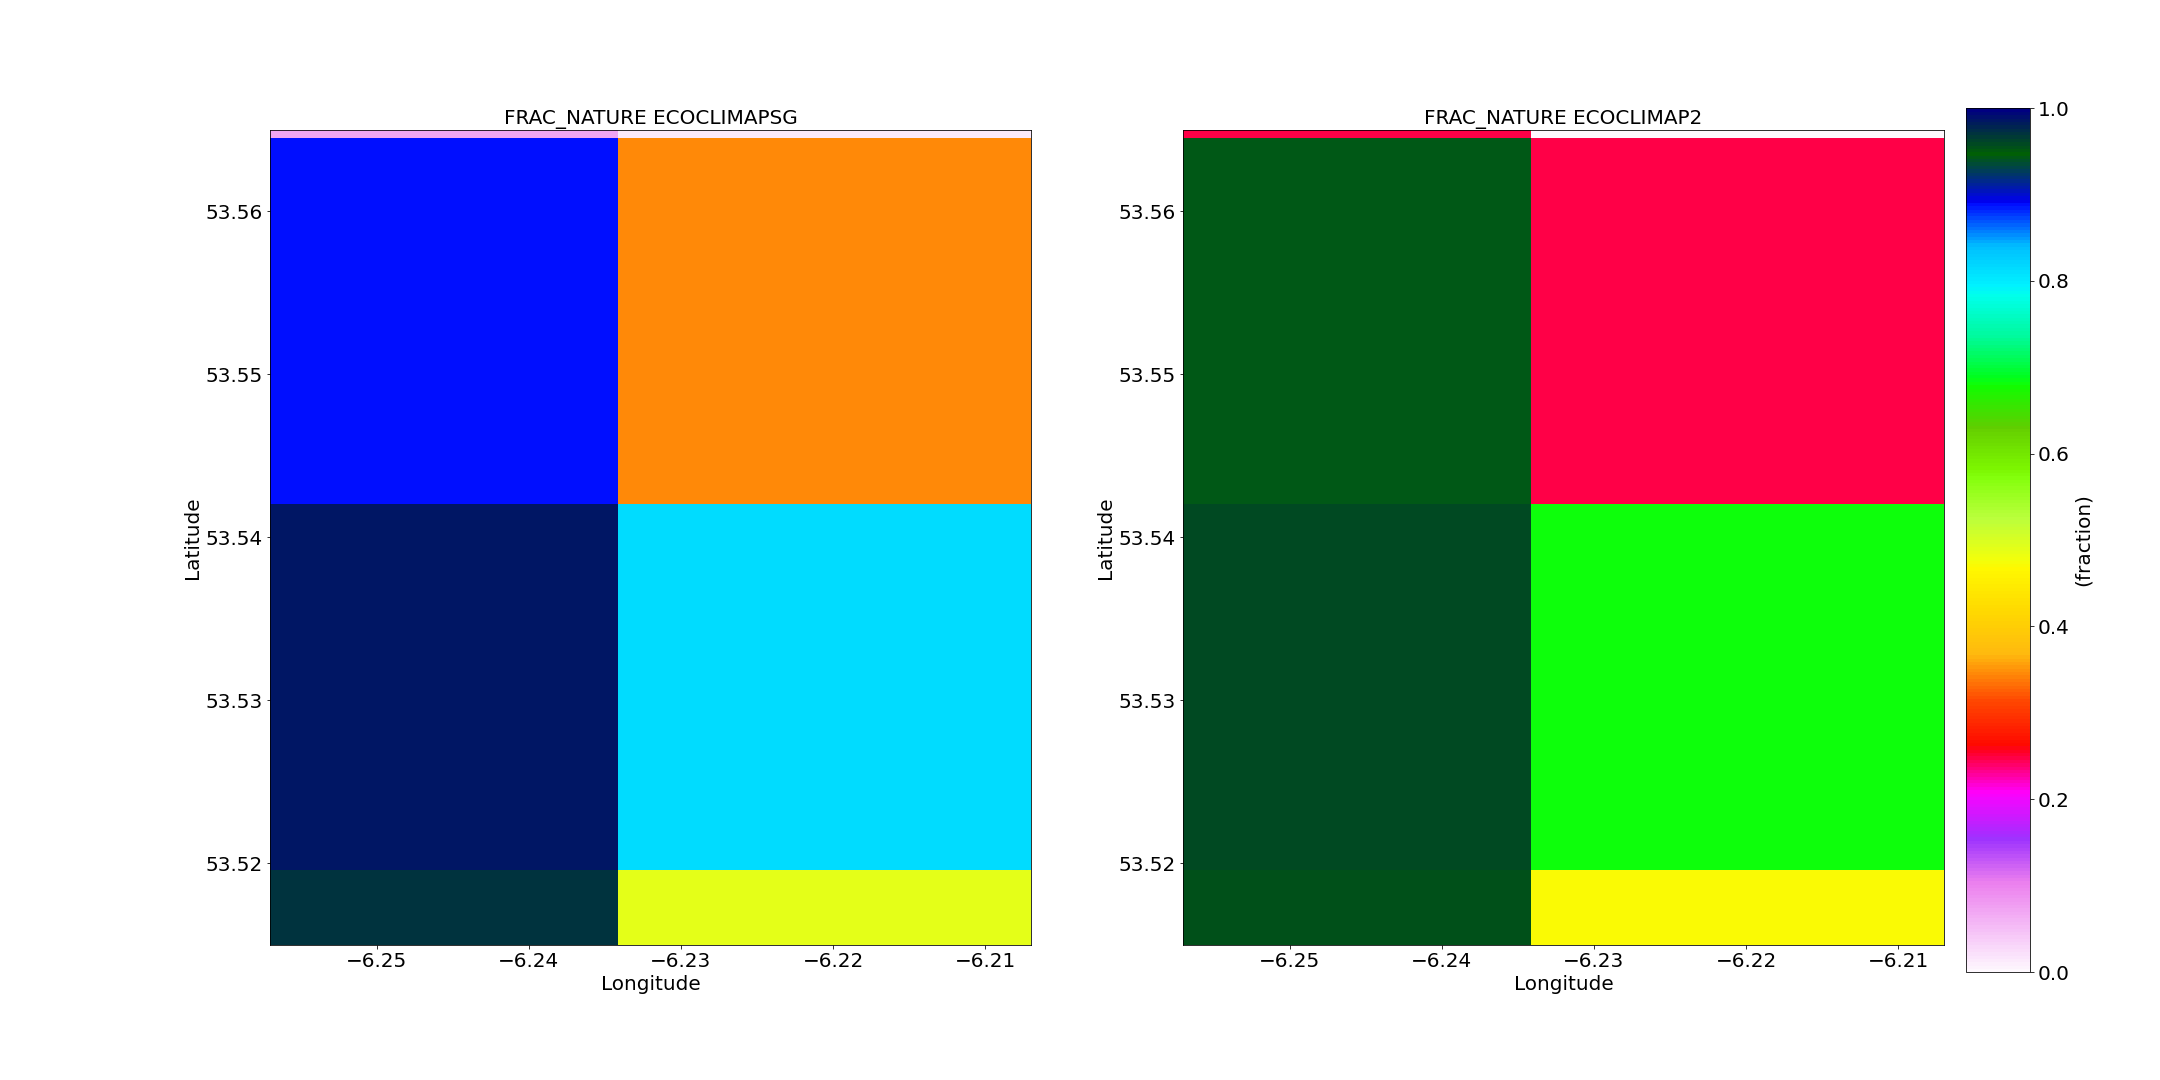 FRAC_NATURE ECOCLIMAPSG
53.56
53.55
53.54
53.53
53.52
Latitude
−6.25 −6.24 −6.23 −6.22 −6.21
Longitude
FRAC_NATURE ECOCLIMAP2
53.56
53.55
53.54
53.53
53.52
Latitude
−6.25 −6.24 −6.23 −6.22 −6.21
Longitude
1.0
0.8
0.6
0.4
0.2
0.0
(fraction)